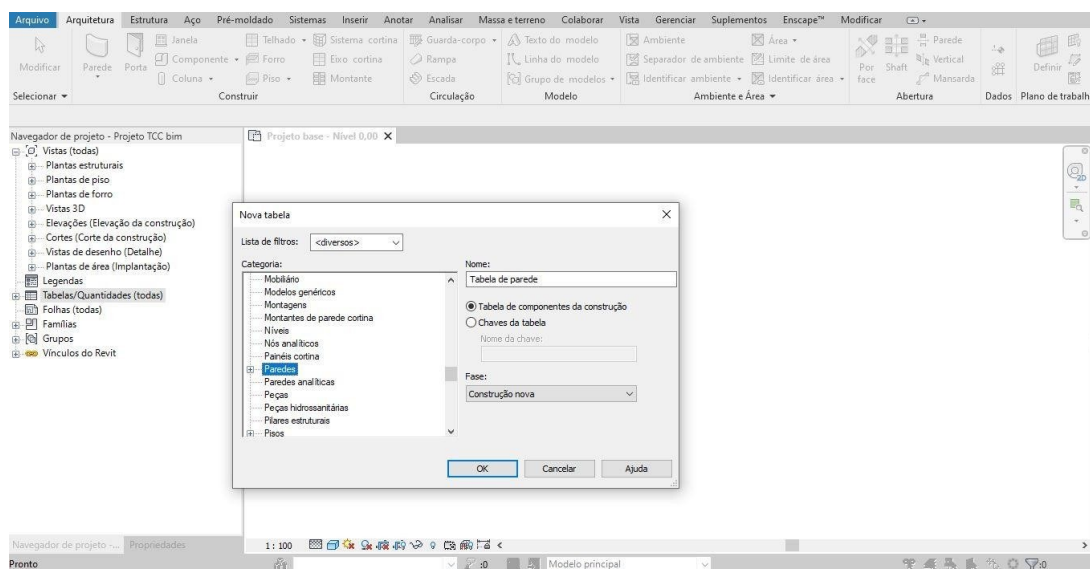 Arquivo Arquitetura Estrutura Aço Pré-moldado Sistemas Inserir Anotar Analisar Massa e terreno Colaborar Vista Gerenciar Suplementos Enscape™ Modificar
Janela Telhado Sistema cortina Guarda-corpo Texto do modelo Ambiente Área Parede
Modificar Parede Porta Componente Forro Eixo cortina Rampa Linha do modelo Separador de ambiente Limite de área Por face Shaft Vertical Definir
Coluna Piso Montante Escada Grupo de modelos Identificar ambiente Identificar área Mansarda
Selecionar Construir Circulação Modelo Ambiente e Área Abertura Dados Plano de trabalh
Navegador de projeto - Projeto TCC bim
Projeto base - Nível 0,00
Vistas (todas)
Plantas estruturais
Plantas de piso
Plantas de forro
Vistas 3D
Elevações (Elevação da construção)
Cortes (Corte da construção)
Vistas de desenho (Detalhe)
Plantas de área (Implantação)
Legendas
Tabelas/Quantidades (todas)
Folhas (todas)
Famílias
Grupos
Vínculos do Revit
2D
Nova tabela
Lista de filtros: <diversos>
Categoria:
Mobiliário
Modelos genéricos
Montagens
Montantes de parede cortina
Níveis
Nós analíticos
Painéis cortina
Paredes
Paredes analíticas
Peças
Peças hidrossanitárias
Pilares estruturais
Pisos
Nome:
Tabela de parede
Tabela de componentes da construção
Chaves da tabela
Nome da chave:
Fase:
Construção nova
OK Cancelar Ajuda
Navegador de projeto -... Propriedades
1 : 100
Pronto
:0
Modelo principal
:0